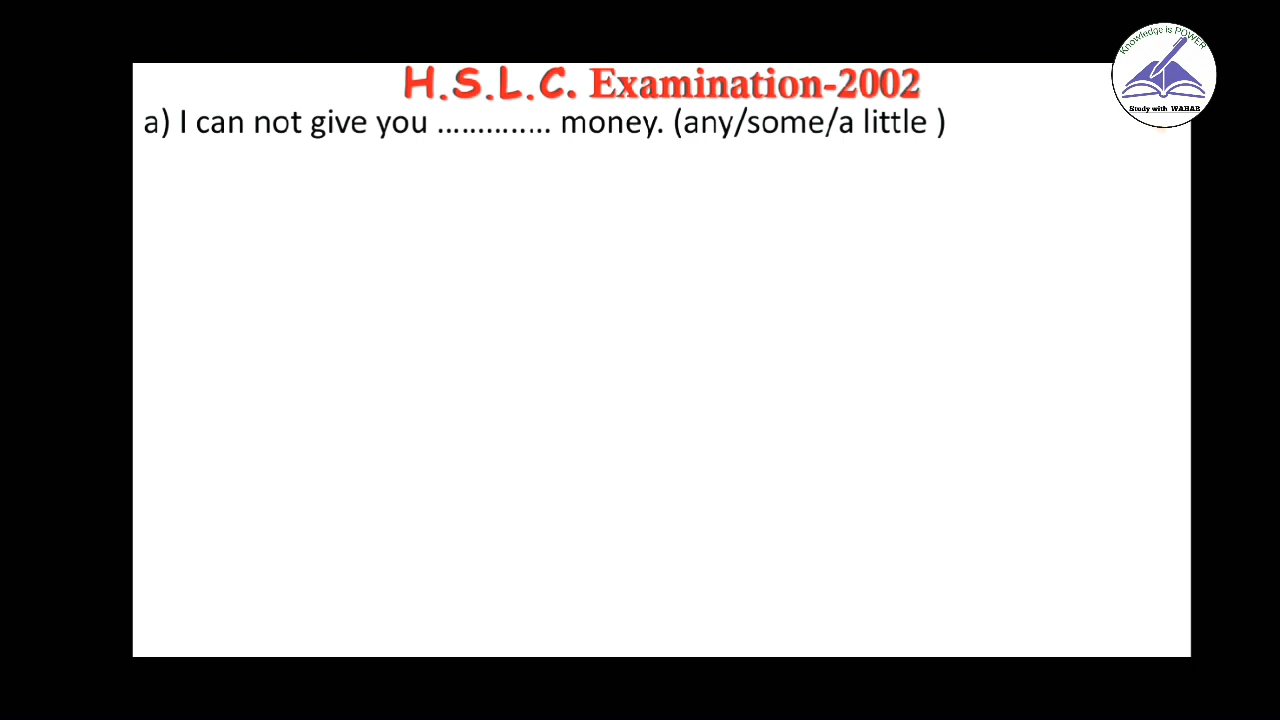 Knowledge is POWER
Study with WAHAB
H.S.L.C. Examination-2002
a) I can not give you .............. money. (any/some/a little )